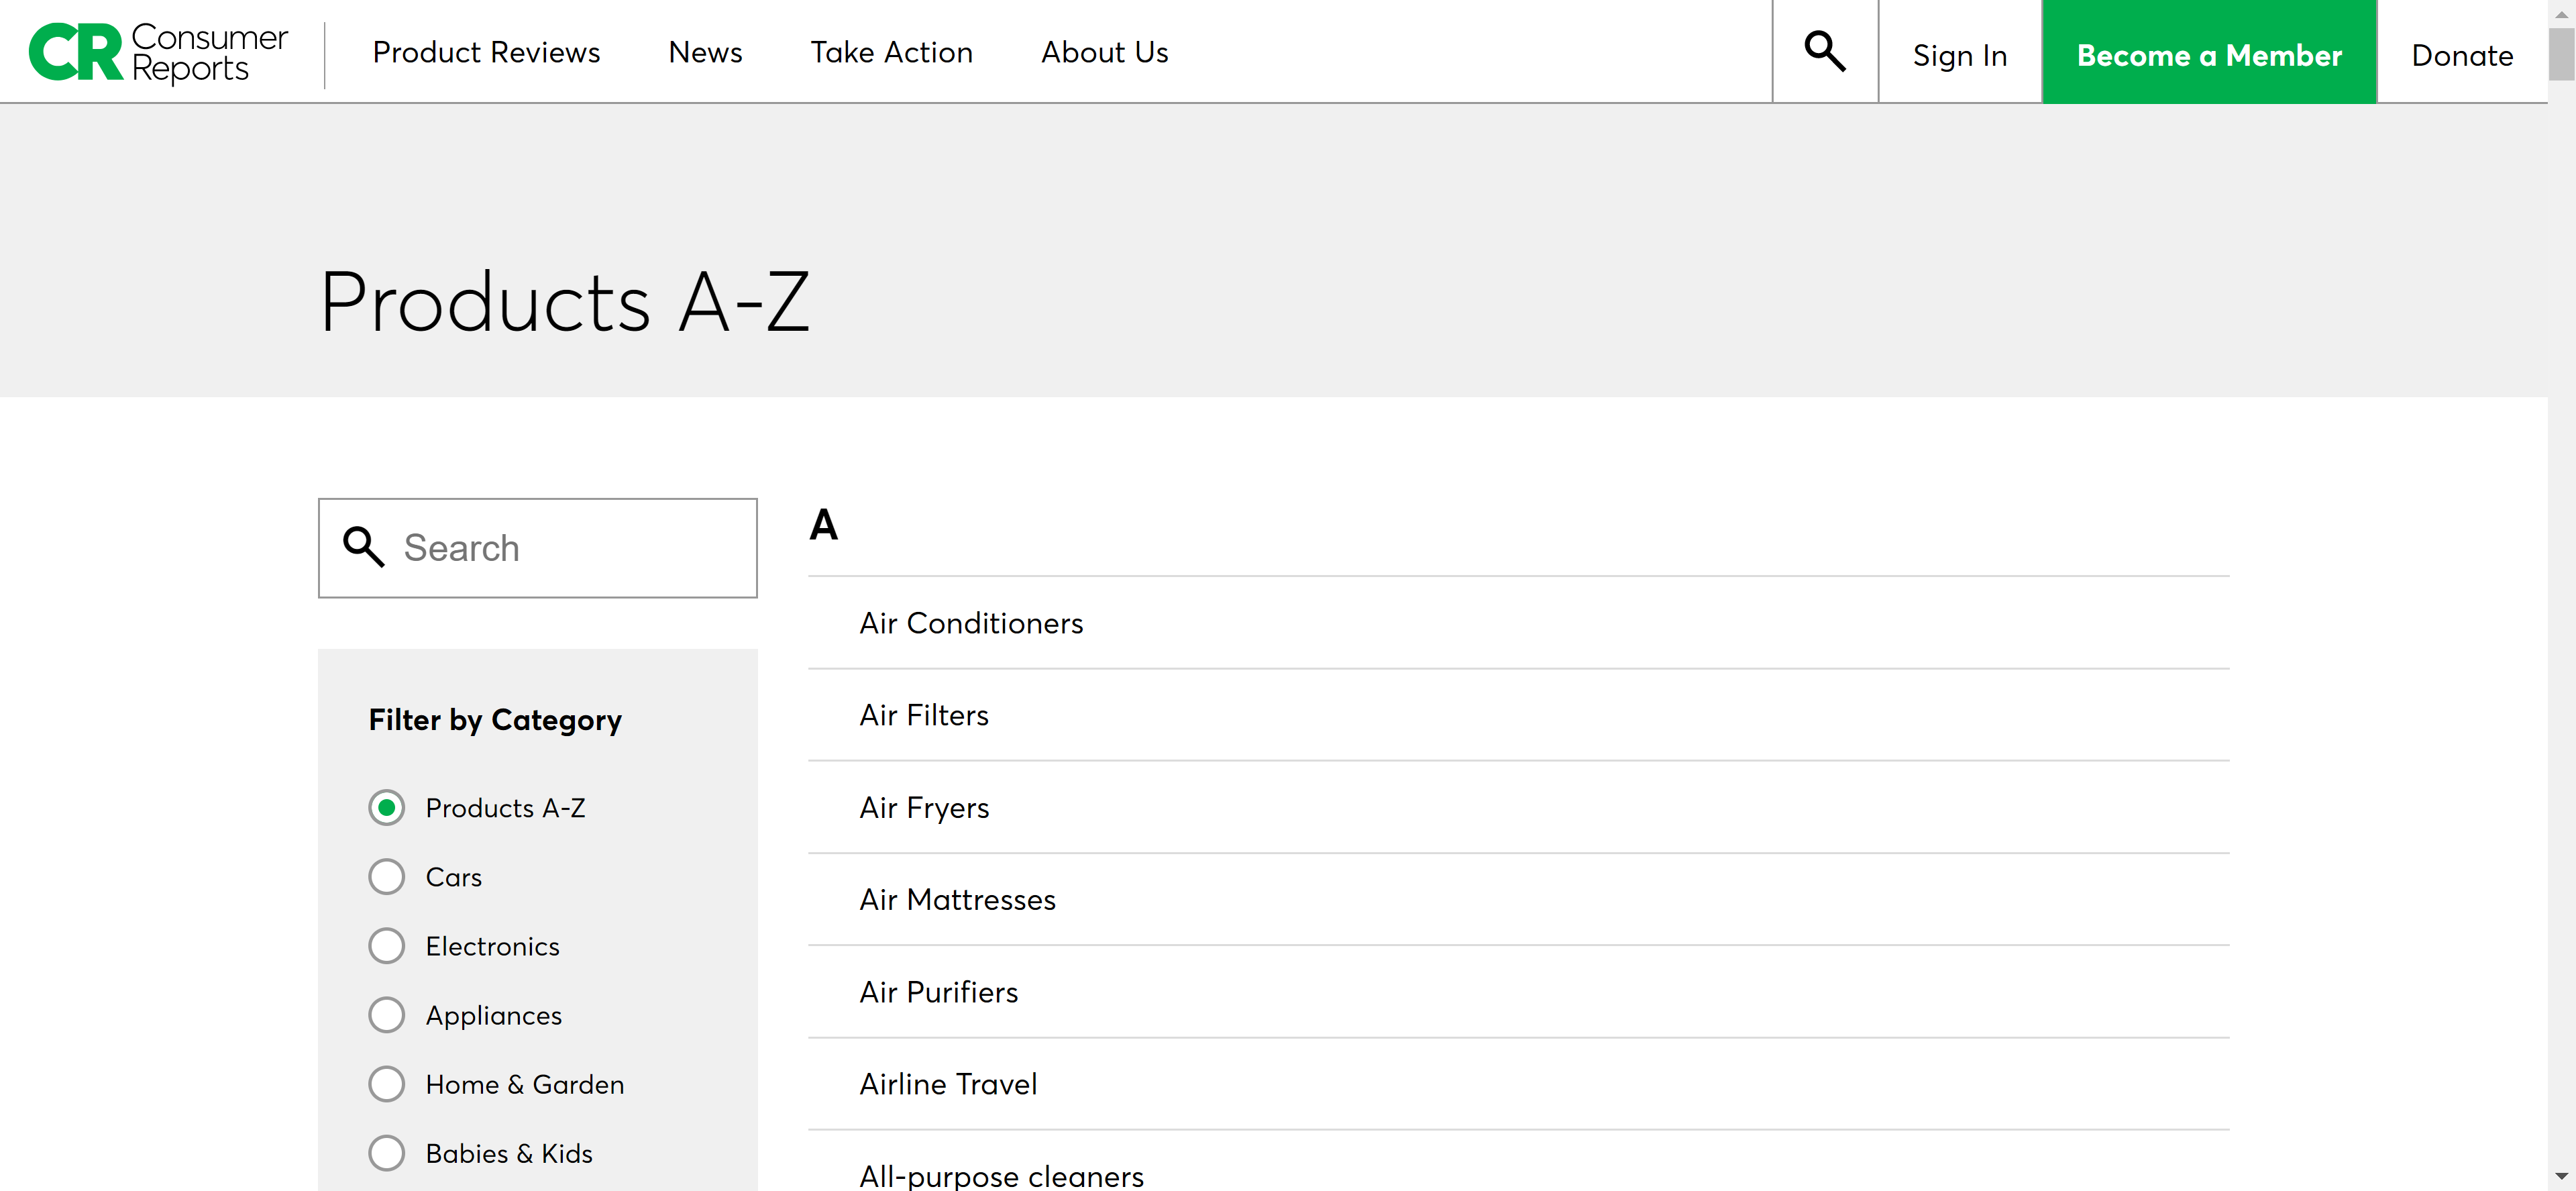 CR Consumer Reports
Product Reviews
News
Take Action
About Us
Sign In
Become a Member
Donate
Products A-Z
Search
Filter by Category
Products A-Z
Cars
Electronics
Appliances
Home & Garden
Babies & Kids
A
Air Conditioners
Air Filters
Air Fryers
Air Mattresses
Air Purifiers
Airline Travel
All-purpose cleaners